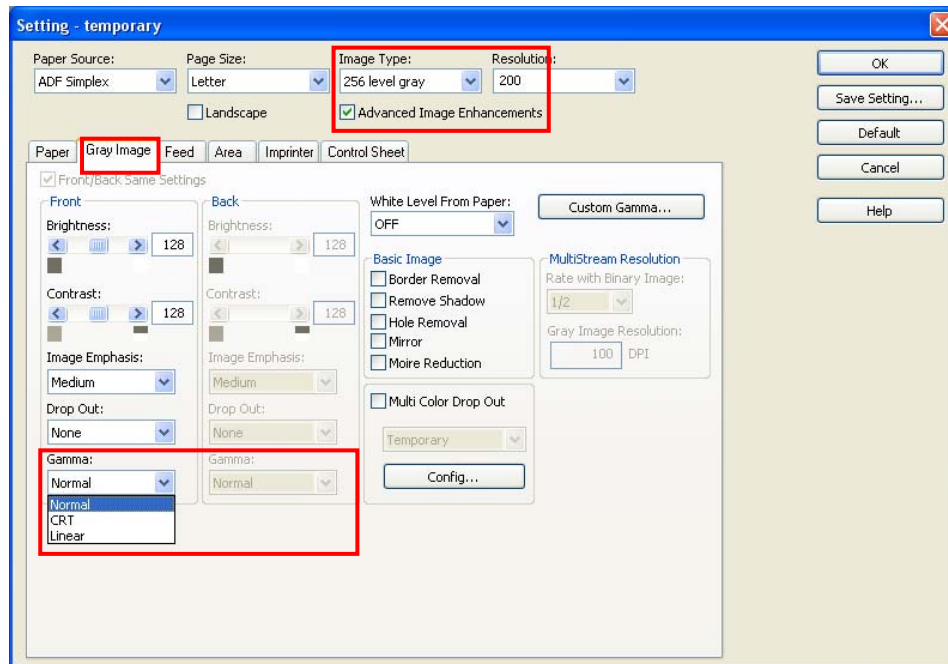 Setting - temporary
Paper Source: Page Size: Image Type: Resolution:
ADF Simplex Letter 256 level gray 200
Landscape Advanced Image Enhancements
OK
Save Setting...
Default
Cancel
Help
Paper Gray Image Feed Area Imprinter Control Sheet
Front/Back Same Settings
Front
Brightness:
128
Contrast:
128
Image Emphasis:
Medium
Drop Out:
None
Gamma:
Normal
Normal
CRT
Linear
Back
Brightness:
128
Contrast:
128
Image Emphasis:
Medium
Drop Out:
None
Gamma:
Normal
White Level From Paper:
OFF
Custom Gamma...
Basic Image
Border Removal
Remove Shadow
Hole Removal
Mirror
Moire Reduction
Multi Color Drop Out
Temporary
Config...
MultiStream Resolution
Rate with Binary Image:
1/2
Gray Image Resolution:
100 DPI